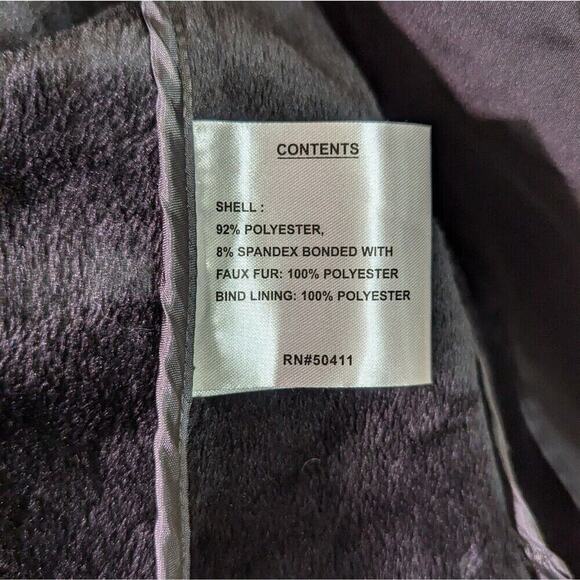 CONTENTS
SHELL :
92% POLYESTER,
8% SPANDEX BONDED WITH
FAUX FUR: 100% POLYESTER
BIND LINING: 100% POLYESTER
RN#50411